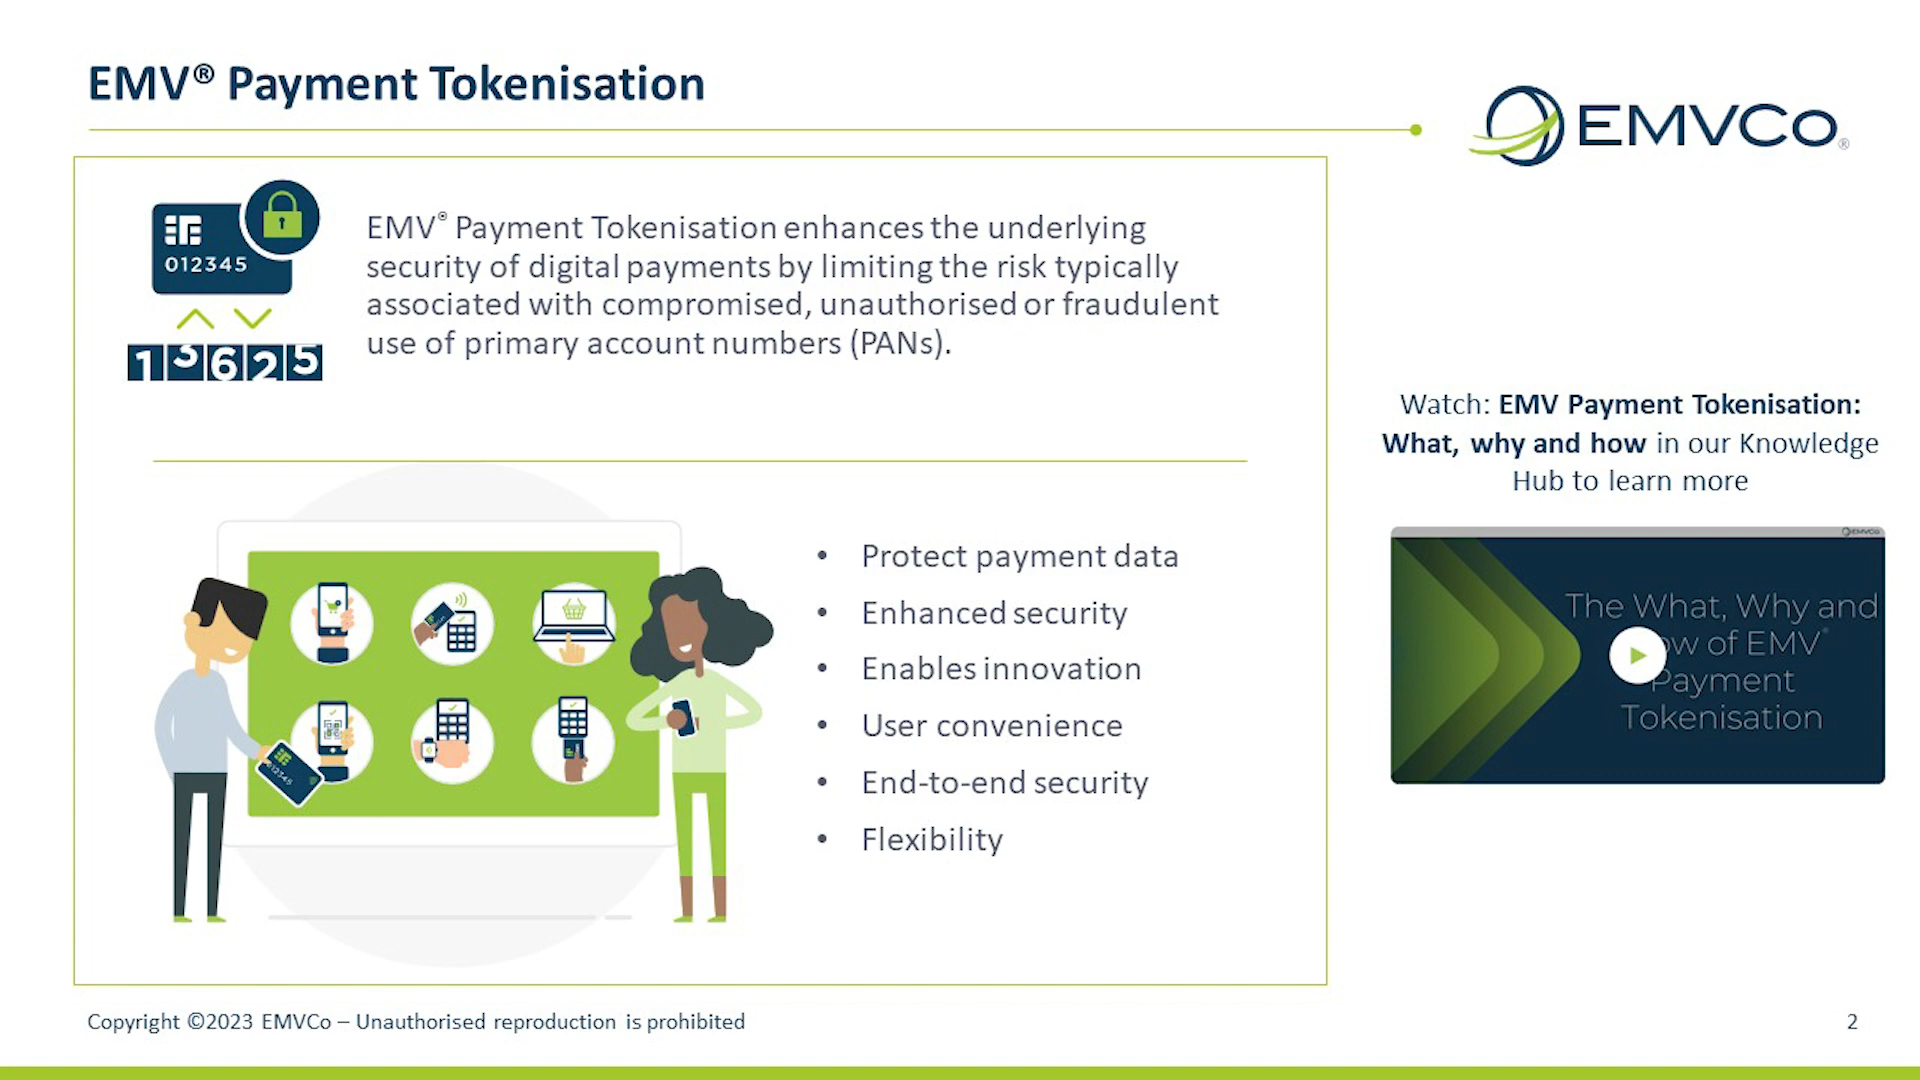 EMV® Payment Tokenisation
EMVCo®
012345
13625
EMV® Payment Tokenisation enhances the underlying
security of digital payments by limiting the risk typically
associated with compromised, unauthorised or fraudulent
use of primary account numbers (PANs).
Watch: EMV Payment Tokenisation:
What, why and how in our Knowledge
Hub to learn more
EMVCo
The What, Why and
of EMV®
Payment
Tokenisation
012345
• Protect payment data
• Enhanced security
• Enables innovation
• User convenience
• End-to-end security
• Flexibility
Copyright ©2023 EMVCo – Unauthorised reproduction is prohibited
2